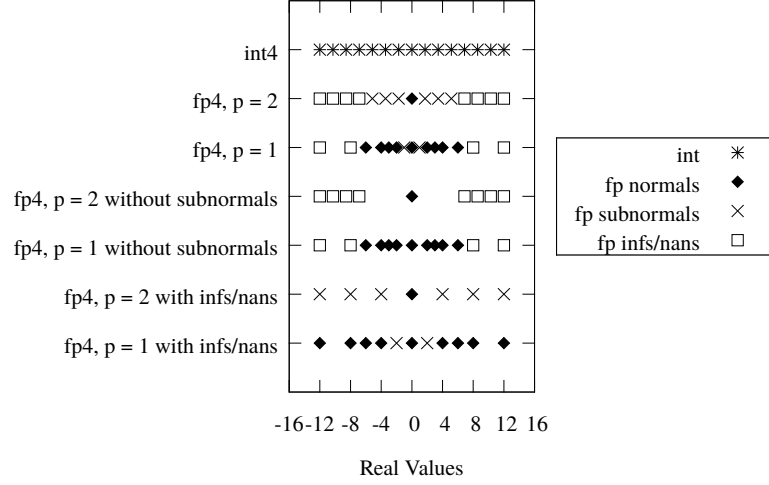 int4
fp4, p = 2
fp4, p = 1
fp4, p = 2 without subnormals
fp4, p = 1 without subnormals
fp4, p = 2 with infs/nans
fp4, p = 1 with infs/nans
-16 -12 -8 -4 0 4 8 12 16
Real Values
int
fp normals
fp subnormals
fp infs/nans